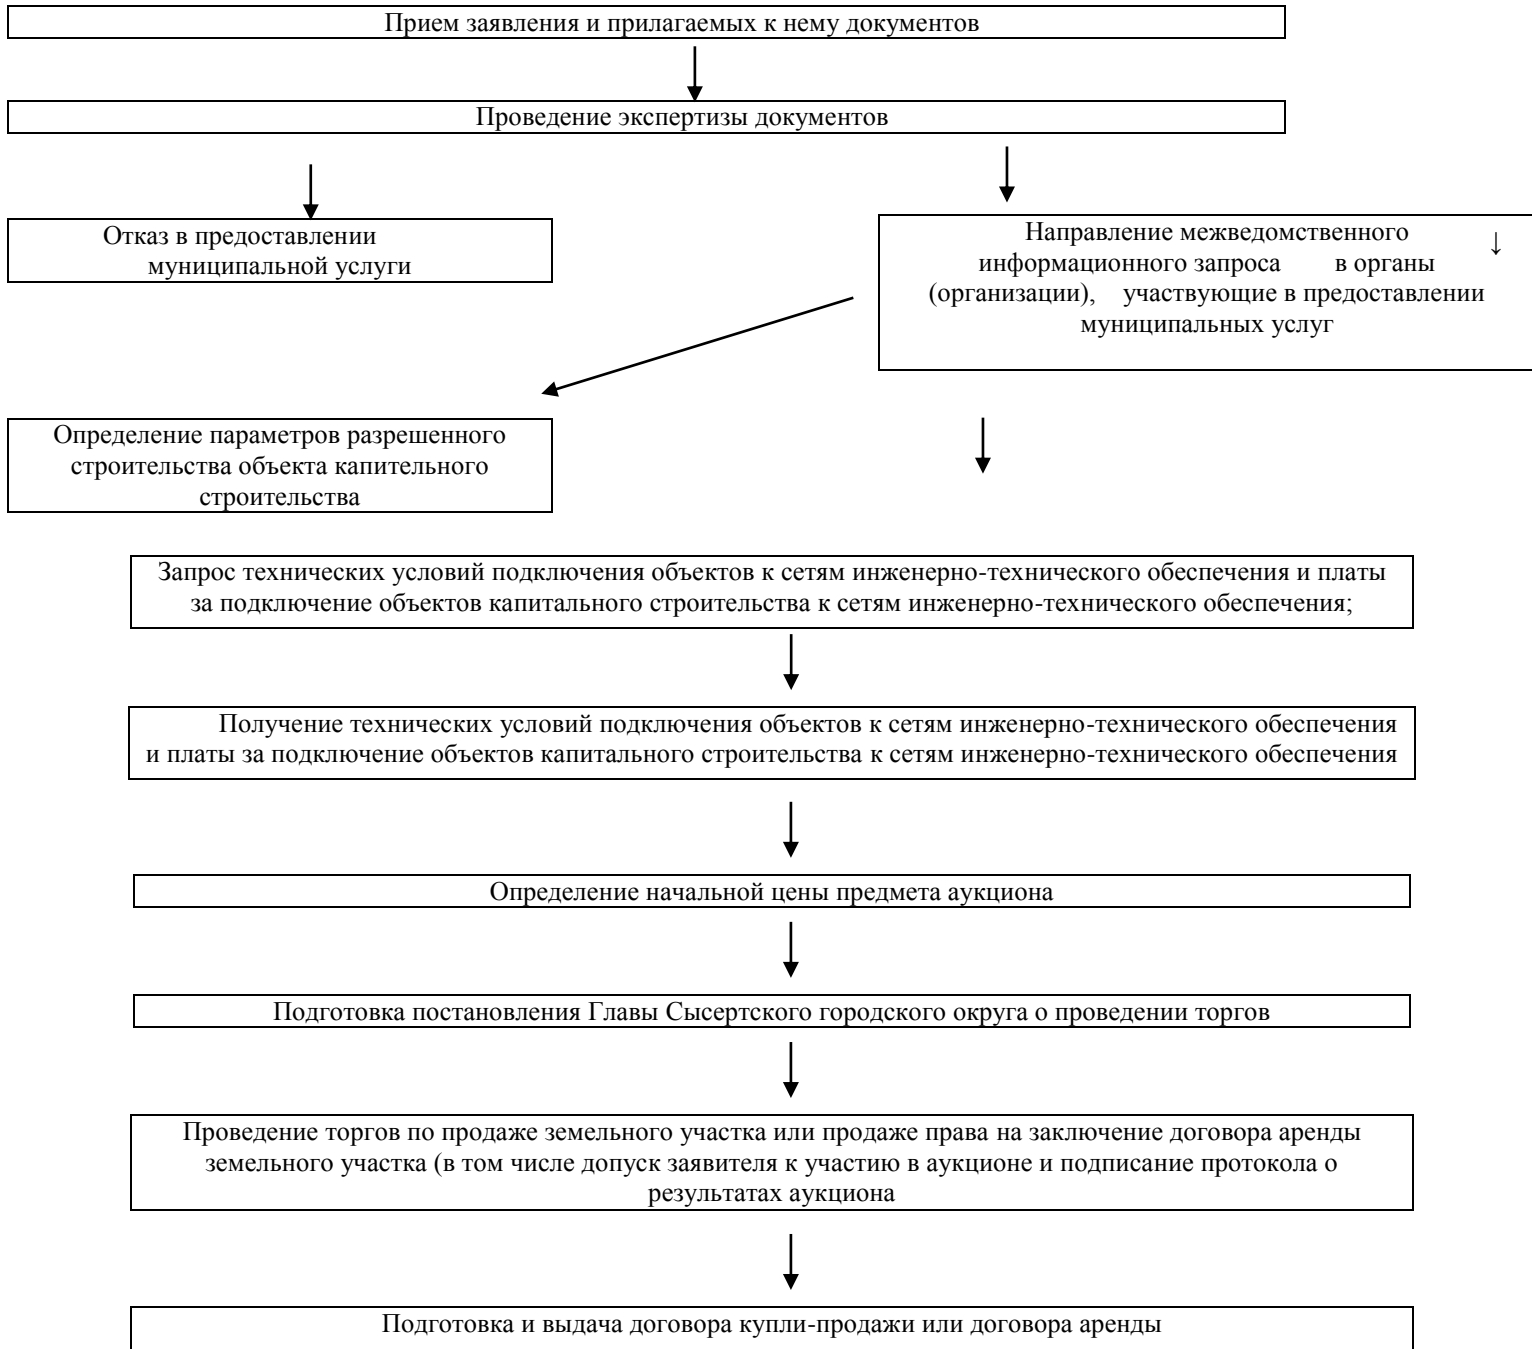 Прием заявления и прилагаемых к нему документов
Проведение экспертизы документов
Отказ в предоставлении
муниципальной услуги
Направление межведомственного ↓
информационного запроса в органы
(организации), участвующие в предоставлении
муниципальных услуг
Определение параметров разрешенного
строительства объекта капительного
строительства
Запрос технических условий подключения объектов к сетям инженерно-технического обеспечения и платы
за подключение объектов капитального строительства к сетям инженерно-технического обеспечения;
Получение технических условий подключения объектов к сетям инженерно-технического обеспечения
и платы за подключение объектов капитального строительства к сетям инженерно-технического обеспечения
Определение начальной цены предмета аукциона
Подготовка постановления Главы Сысертского городского округа о проведении торгов
Проведение торгов по продаже земельного участка или продаже права на заключение договора аренды
земельного участка (в том числе допуск заявителя к участию в аукционе и подписание протокола о
результатах аукциона
Подготовка и выдача договора купли-продажи или договора аренды